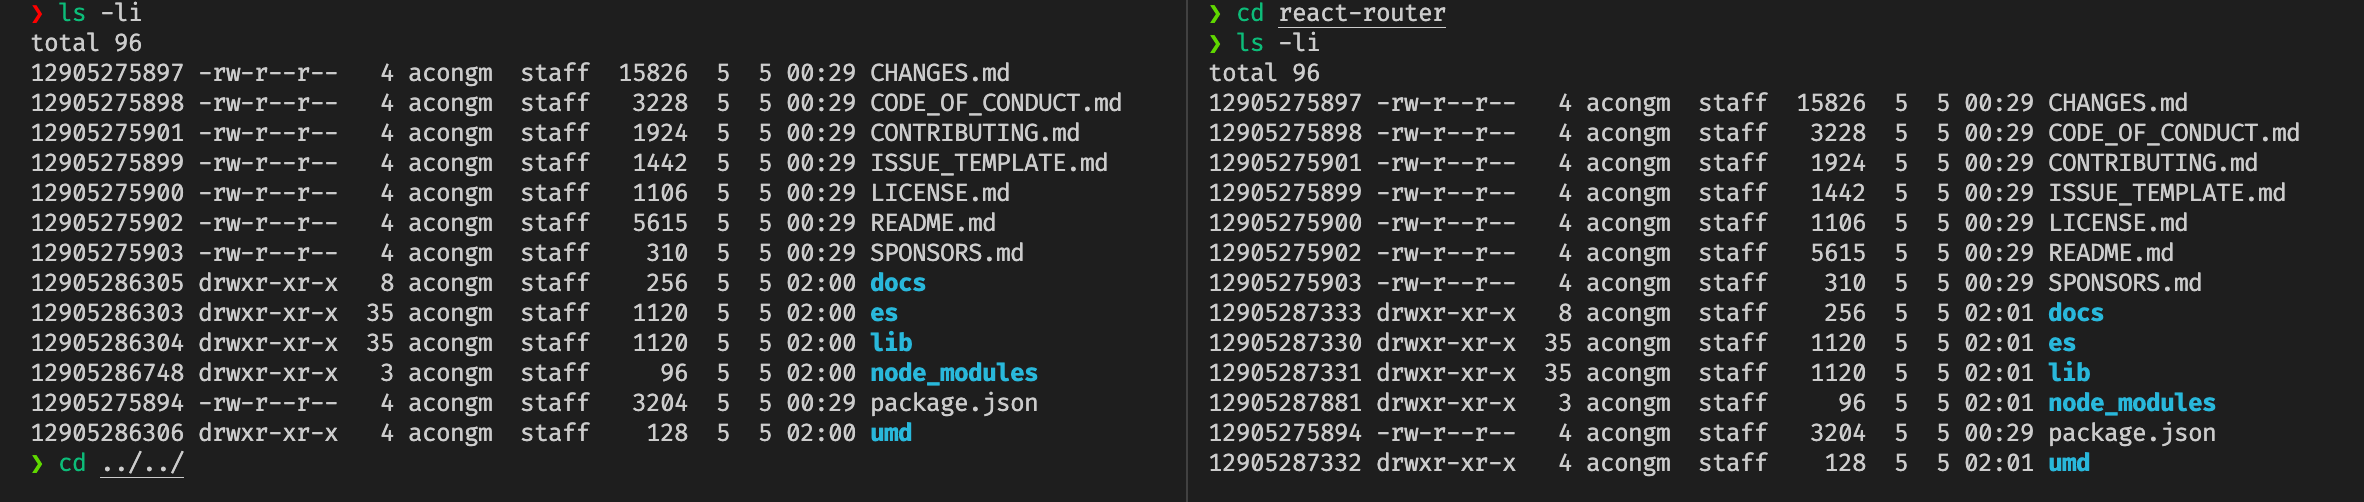 ❯ ls -li
total 96
12905275897 -rw-r--r--   4 acongm  staff  15826  5  5 00:29 CHANGES.md
12905275898 -rw-r--r--   4 acongm  staff   3228  5  5 00:29 CODE_OF_CONDUCT.md
12905275901 -rw-r--r--   4 acongm  staff   1924  5  5 00:29 CONTRIBUTING.md
12905275899 -rw-r--r--   4 acongm  staff   1442  5  5 00:29 ISSUE_TEMPLATE.md
12905275900 -rw-r--r--   4 acongm  staff   1106  5  5 00:29 LICENSE.md
12905275902 -rw-r--r--   4 acongm  staff   5615  5  5 00:29 README.md
12905275903 -rw-r--r--   4 acongm  staff    310  5  5 00:29 SPONSORS.md
12905286305 drwxr-xr-x   8 acongm  staff    256  5  5 02:00 docs
12905286303 drwxr-xr-x  35 acongm  staff   1120  5  5 02:00 es
12905286304 drwxr-xr-x  35 acongm  staff   1120  5  5 02:00 lib
12905286748 drwxr-xr-x   3 acongm  staff     96  5  5 02:00 node_modules
12905275894 -rw-r--r--   4 acongm  staff   3204  5  5 00:29 package.json
12905286306 drwxr-xr-x   4 acongm  staff    128  5  5 02:00 umd
❯ cd ../../
❯ cd react-router
❯ ls -li
total 96
12905275897 -rw-r--r--   4 acongm  staff  15826  5  5 00:29 CHANGES.md
12905275898 -rw-r--r--   4 acongm  staff   3228  5  5 00:29 CODE_OF_CONDUCT.md
12905275901 -rw-r--r--   4 acongm  staff   1924  5  5 00:29 CONTRIBUTING.md
12905275899 -rw-r--r--   4 acongm  staff   1442  5  5 00:29 ISSUE_TEMPLATE.md
12905275900 -rw-r--r--   4 acongm  staff   1106  5  5 00:29 LICENSE.md
12905275902 -rw-r--r--   4 acongm  staff   5615  5  5 00:29 README.md
12905275903 -rw-r--r--   4 acongm  staff    310  5  5 00:29 SPONSORS.md
12905287333 drwxr-xr-x   8 acongm  staff    256  5  5 02:01 docs
12905287330 drwxr-xr-x  35 acongm  staff   1120  5  5 02:01 es
12905287331 drwxr-xr-x  35 acongm  staff   1120  5  5 02:01 lib
12905287881 drwxr-xr-x   3 acongm  staff     96  5  5 02:01 node_modules
12905275894 -rw-r--r--   4 acongm  staff   3204  5  5 00:29 package.json
12905287332 drwxr-xr-x   4 acongm  staff    128  5  5 02:01 umd